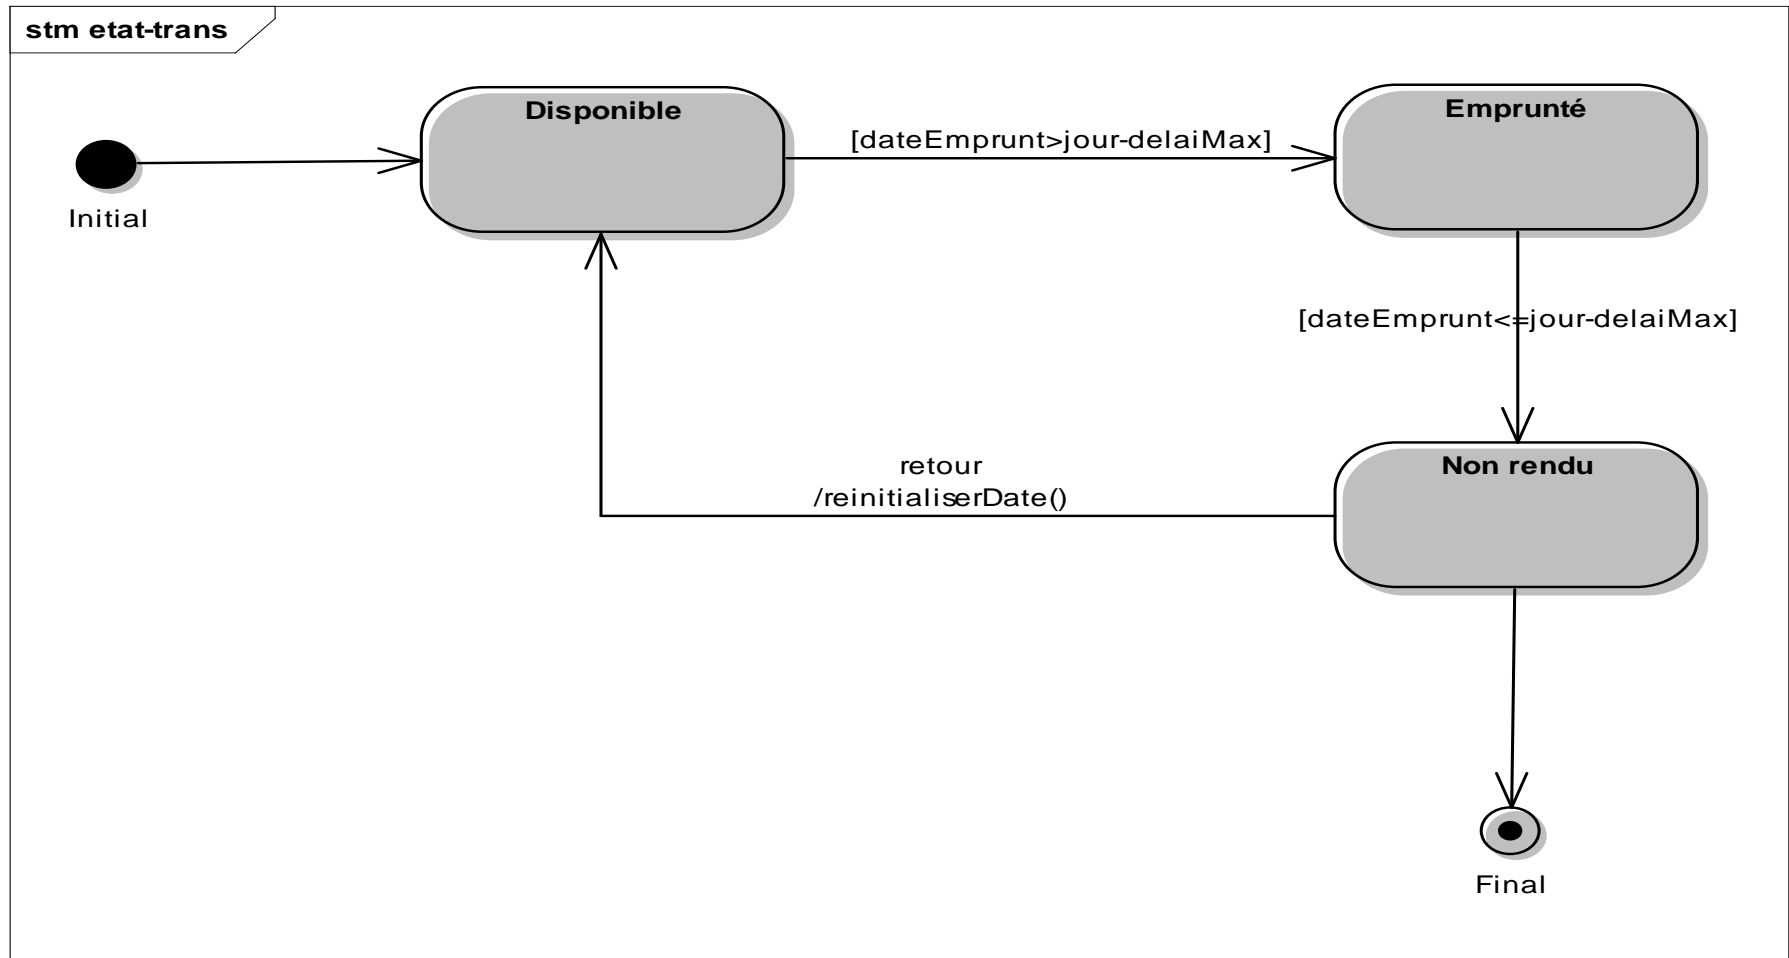 stm etat-trans
Disponible
Emprunté
[dateEmprunt>jour-delaiMax]
Initial
[dateEmprunt<=jour-delaiMax]
retour
/reinitialiserDate()
Non rendu
Final